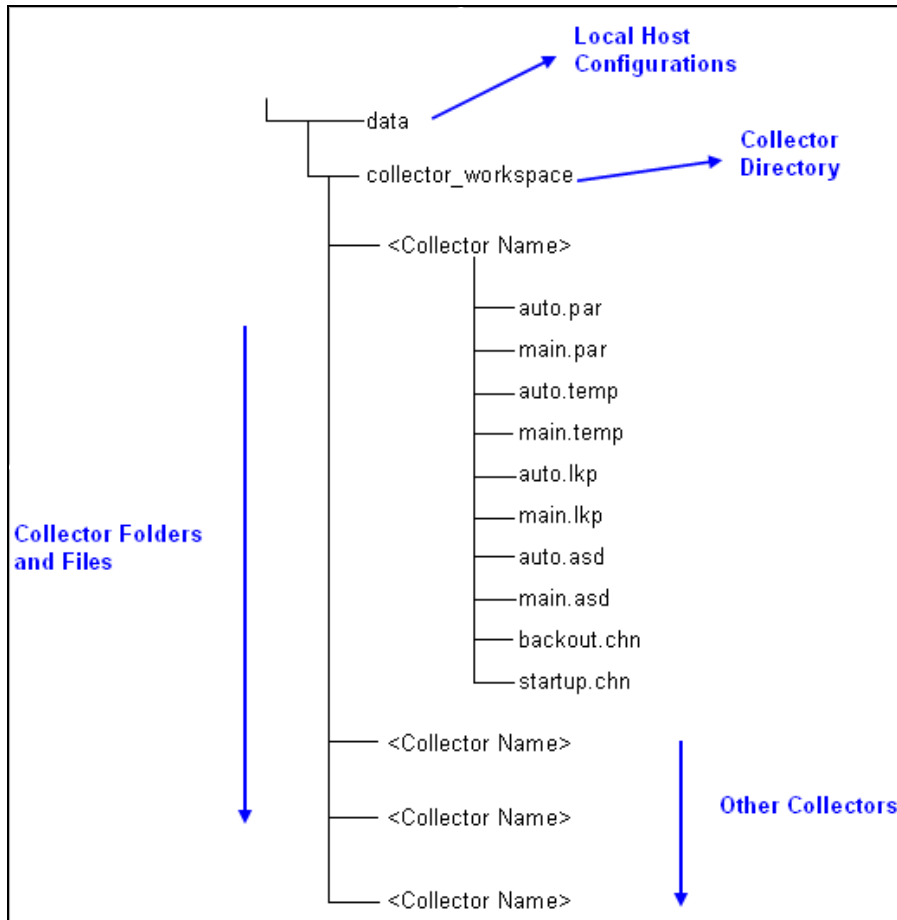 Local Host
Configurations
data
Collector
Directory
collector_workspace
<Collector Name>
auto.par
main.par
auto.temp
main.temp
auto.lkp
main.lkp
Collector Folders
and Files
auto.asd
main.asd
backout.chn
startup.chn
<Collector Name>
Other Collectors
<Collector Name>
<Collector Name>